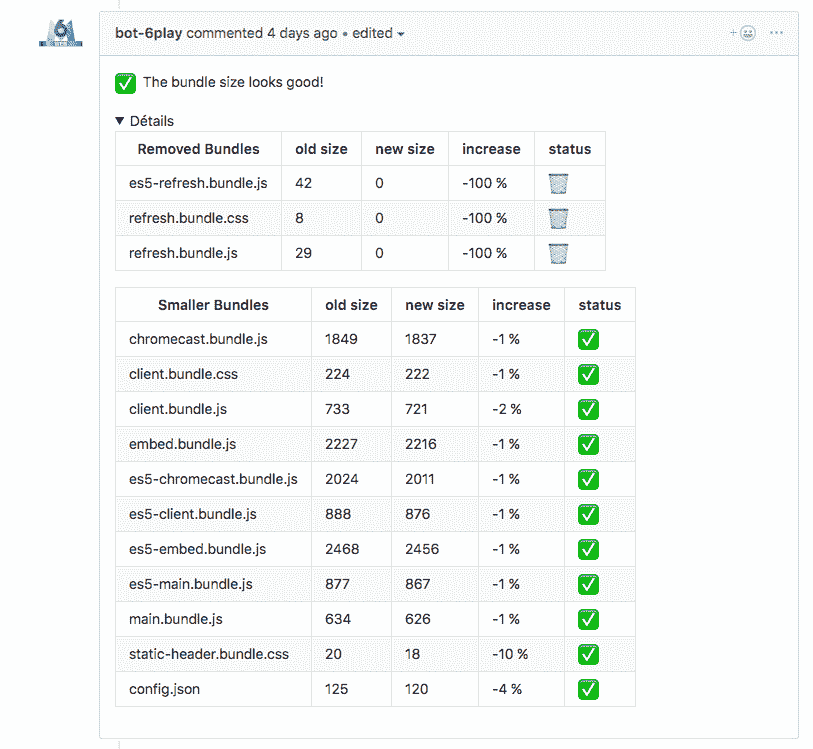 bot-6play commented 4 days ago • edited
The bundle size looks good!
Détails
Removed Bundles old size new size increase status
es5-refresh.bundle.js 42 0 -100 %
refresh.bundle.css 8 0 -100 %
refresh.bundle.js 29 0 -100 %
Smaller Bundles old size new size increase status
chromecast.bundle.js 1849 1837 -1 %
client.bundle.css 224 222 -1 %
client.bundle.js 733 721 -2 %
embed.bundle.js 2227 2216 -1 %
es5-chromecast.bundle.js 2024 2011 -1 %
es5-client.bundle.js 888 876 -1 %
es5-embed.bundle.js 2468 2456 -1 %
es5-main.bundle.js 877 867 -1 %
main.bundle.js 634 626 -1 %
static-header.bundle.css 20 18 -10 %
config.json 125 120 -4 %